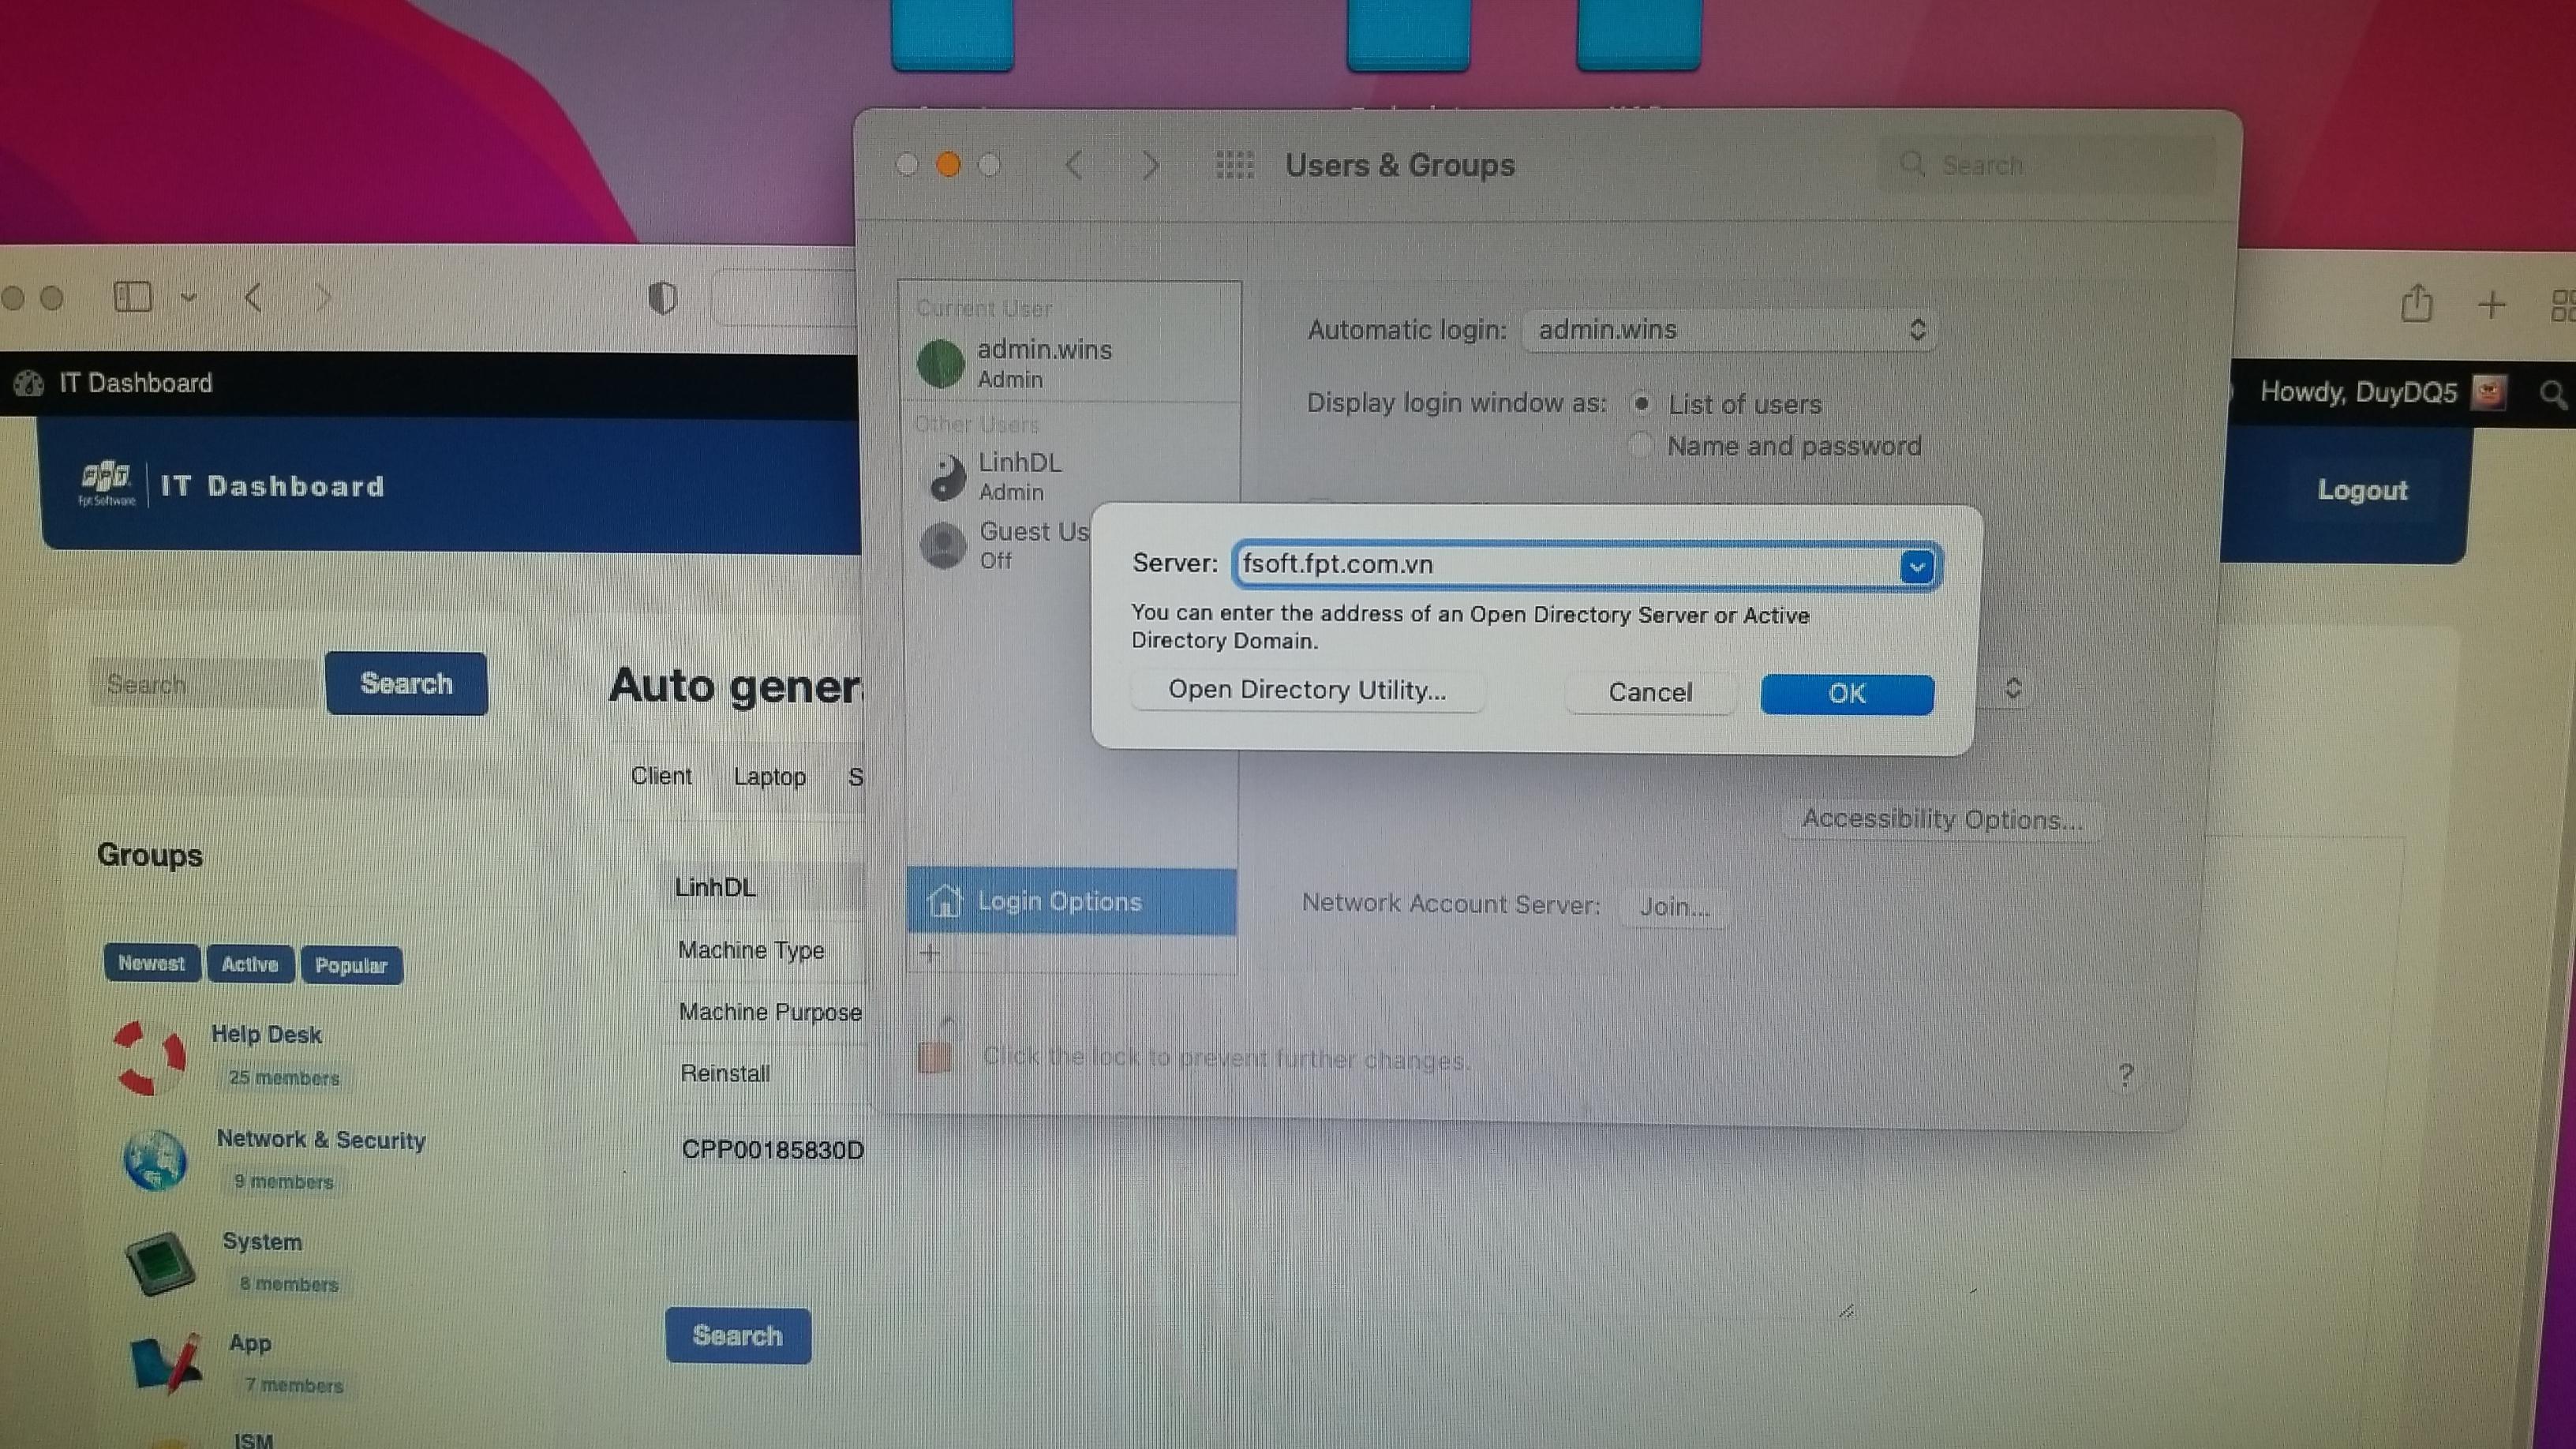 Users & Groups
Search
Current User
admin.wins
Admin
Other Users
LinhDL
Admin
Guest Us
Off
Login Options
+
Automatic login: admin.wins
Display login window as: List of users
Name and password
Server: fsoft.fpt.com.vn
You can enter the address of an Open Directory Server or Active
Directory Domain.
Open Directory Utility...
Cancel
OK
Accessibility Options...
Network Account Server: Join...
Click the lock to prevent further changes.
?
IT Dashboard
Howdy, DuyDQ5
FPT
Fpt Software
IT Dashboard
Logout
Search
Search
Groups
Newest
Active
Popular
Help Desk
25 members
Network & Security
9 members
System
8 members
App
7 members
ISM
Auto gener
Client
Laptop
S
LinhDL
Machine Type
Machine Purpose
Reinstall
CPP00185830D
Search